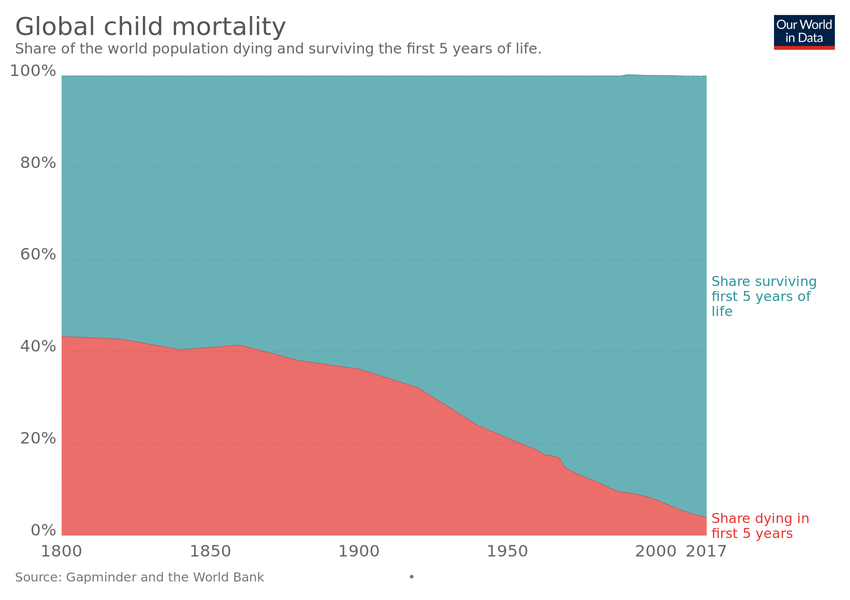 Global child mortality
Share of the world population dying and surviving the first 5 years of life.
Our World
in Data
100%
80%
60%
40%
20%
0%
Share surviving
first 5 years of
life
Share dying in
first 5 years
1800 1850 1900 1950 2000 2017
Source: Gapminder and the World Bank •